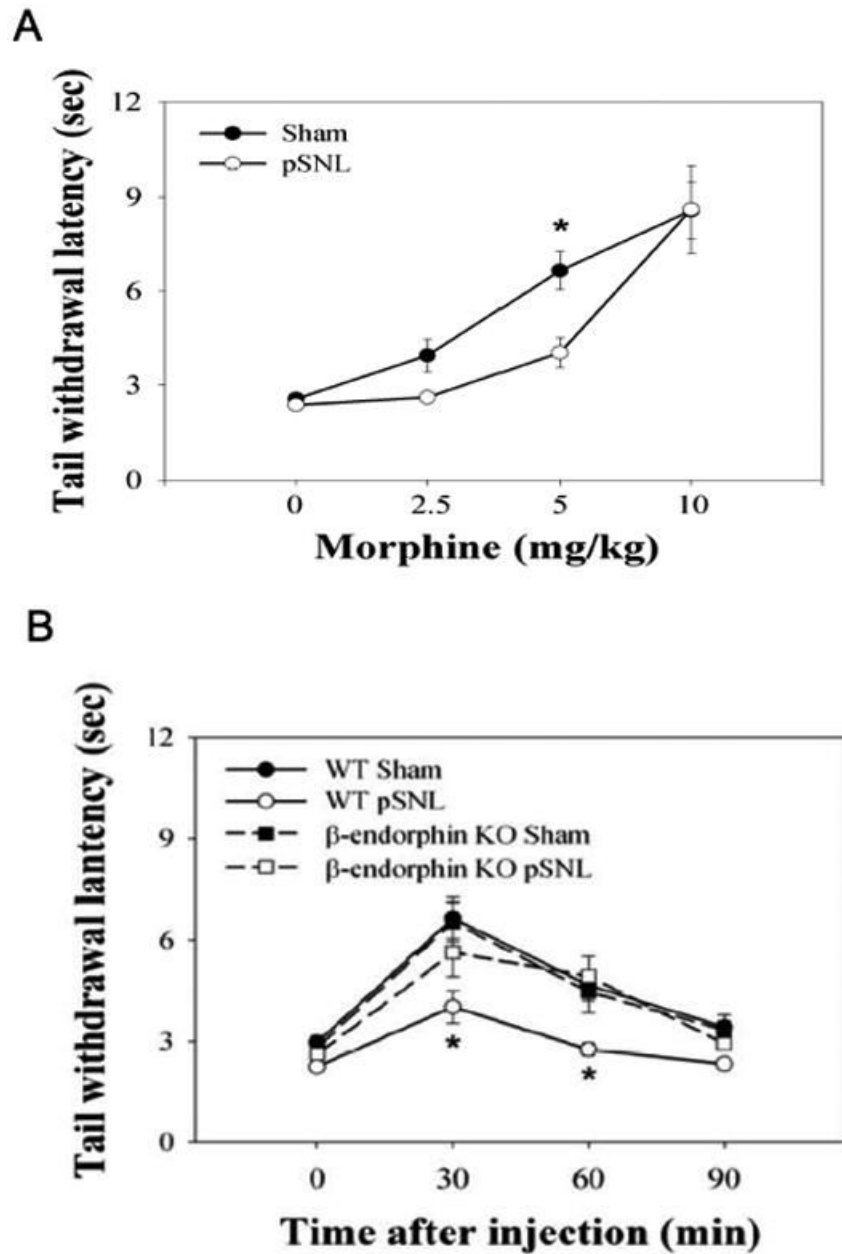 A
Tail withdrawal latency (sec)
12
9
6
3
0
Sham
pSNL
*
0 2.5 5 10
Morphine (mg/kg)
B
Tail withdrawal lantency (sec)
12
9
6
3
0
WT Sham
WT pSNL
β-endorphin KO Sham
β-endorphin KO pSNL
* *
0 30 60 90
Time after injection (min)